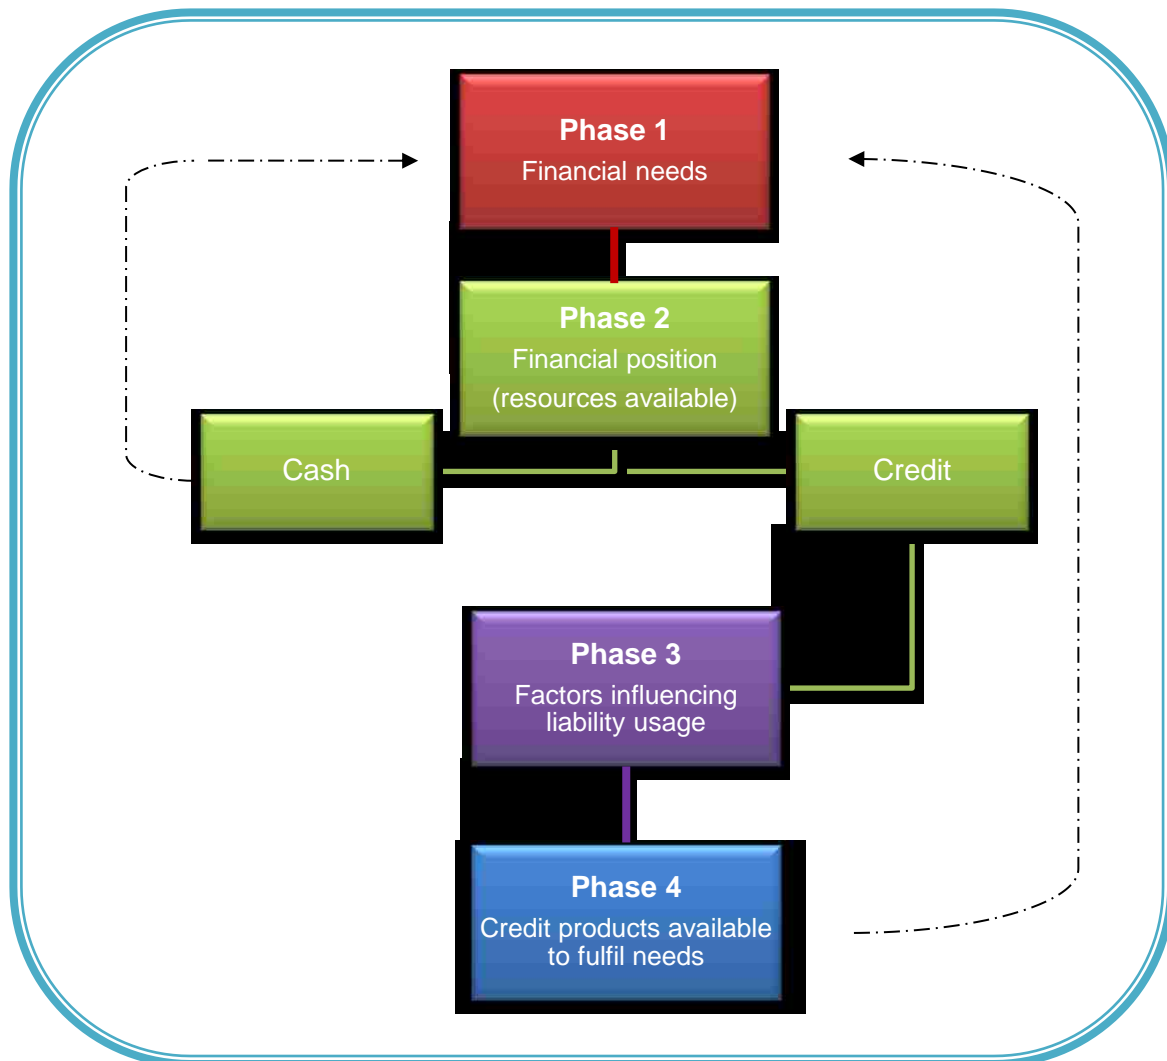 Phase 1
Financial needs
Phase 2
Financial position
(resources available)
Cash
Credit
Phase 3
Factors influencing
liability usage
Phase 4
Credit products available
to fulfil needs